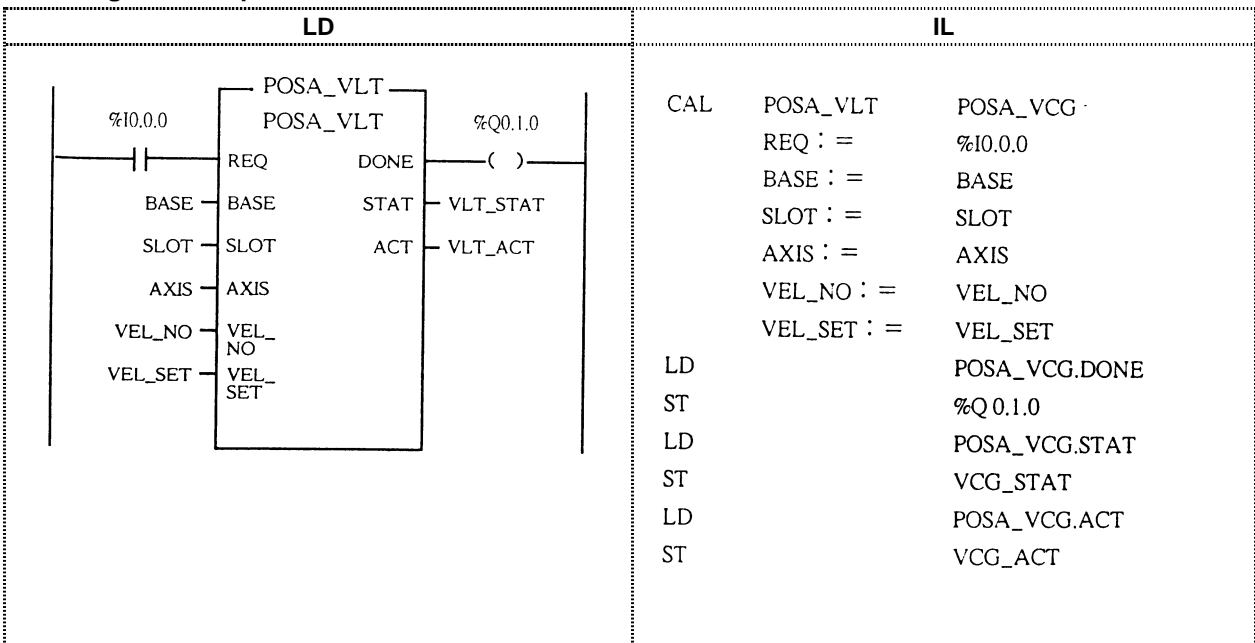 LD
POSA_VLT
%I0.0.0 POSA_VLT %Q0.1.0
REQ DONE ( )
BASE BASE STAT VLT_STAT
SLOT SLOT ACT VLT_ACT
AXIS AXIS
VEL_NO VEL_
NO
VEL_SET VEL_
SET
IL
CAL POSA_VLT POSA_VCG
REQ : = %I0.0.0
BASE : = BASE
SLOT : = SLOT
AXIS : = AXIS
VEL_NO : = VEL_NO
VEL_SET : = VEL_SET
LD POSA_VCG.DONE
ST %Q 0.1.0
LD POSA_VCG.STAT
ST VCG_STAT
LD POSA_VCG.ACT
ST VCG_ACT